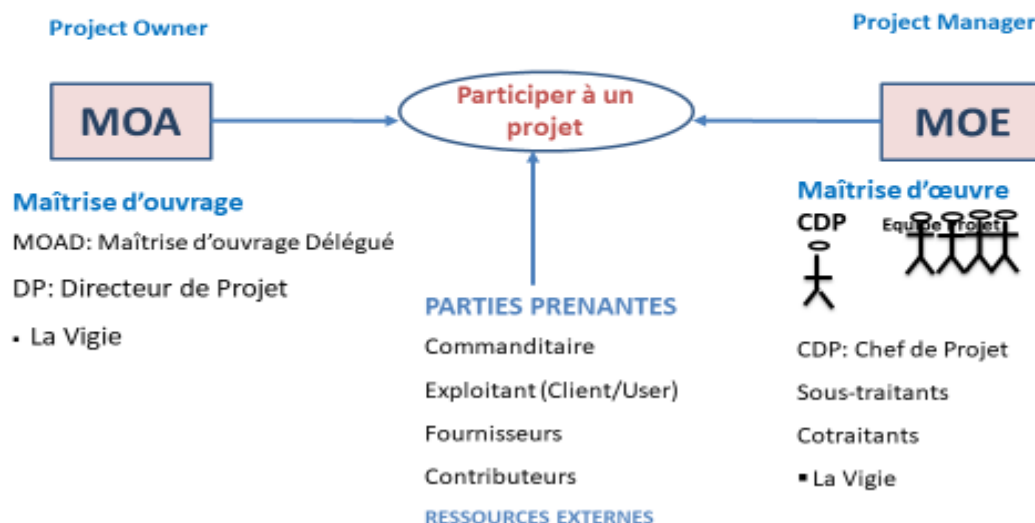 Project Owner
Project Manager
MOA
Participer à un
projet
MOE
Maîtrise d'ouvrage
MOAD: Maîtrise d'ouvrage Délégué
DP: Directeur de Projet
▪ La Vigie
PARTIES PRENANTES
Commanditaire
Exploitant (Client/User)
Fournisseurs
Contributeurs
RESSOURCES EXTERNES
Maîtrise d'œuvre
CDP
Equipe Projet
CDP: Chef de Projet
Sous-traitants
Cotraitants
▪ La Vigie